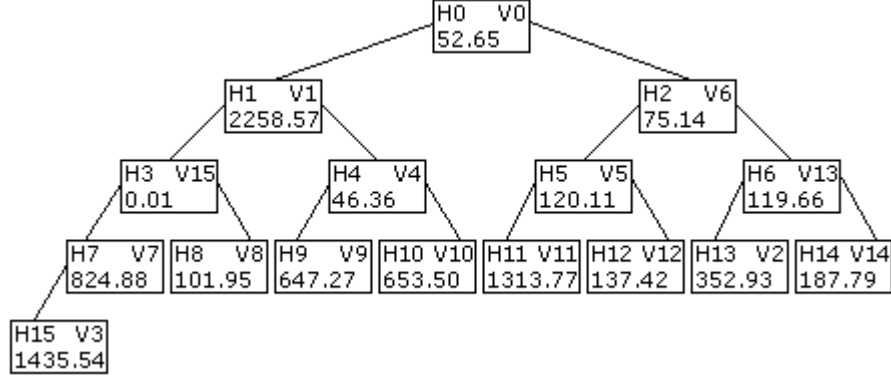 H0 V0
52.65
H1 V1
2258.57
H2 V6
75.14
H3 V15
0.01
H4 V4
46.36
H5 V5
120.11
H6 V13
119.66
H7 V7
824.88
H8 V8
101.95
H9 V9
647.27
H10 V10
653.50
H11 V11
1313.77
H12 V12
137.42
H13 V2
352.93
H14 V14
187.79
H15 V3
1435.54